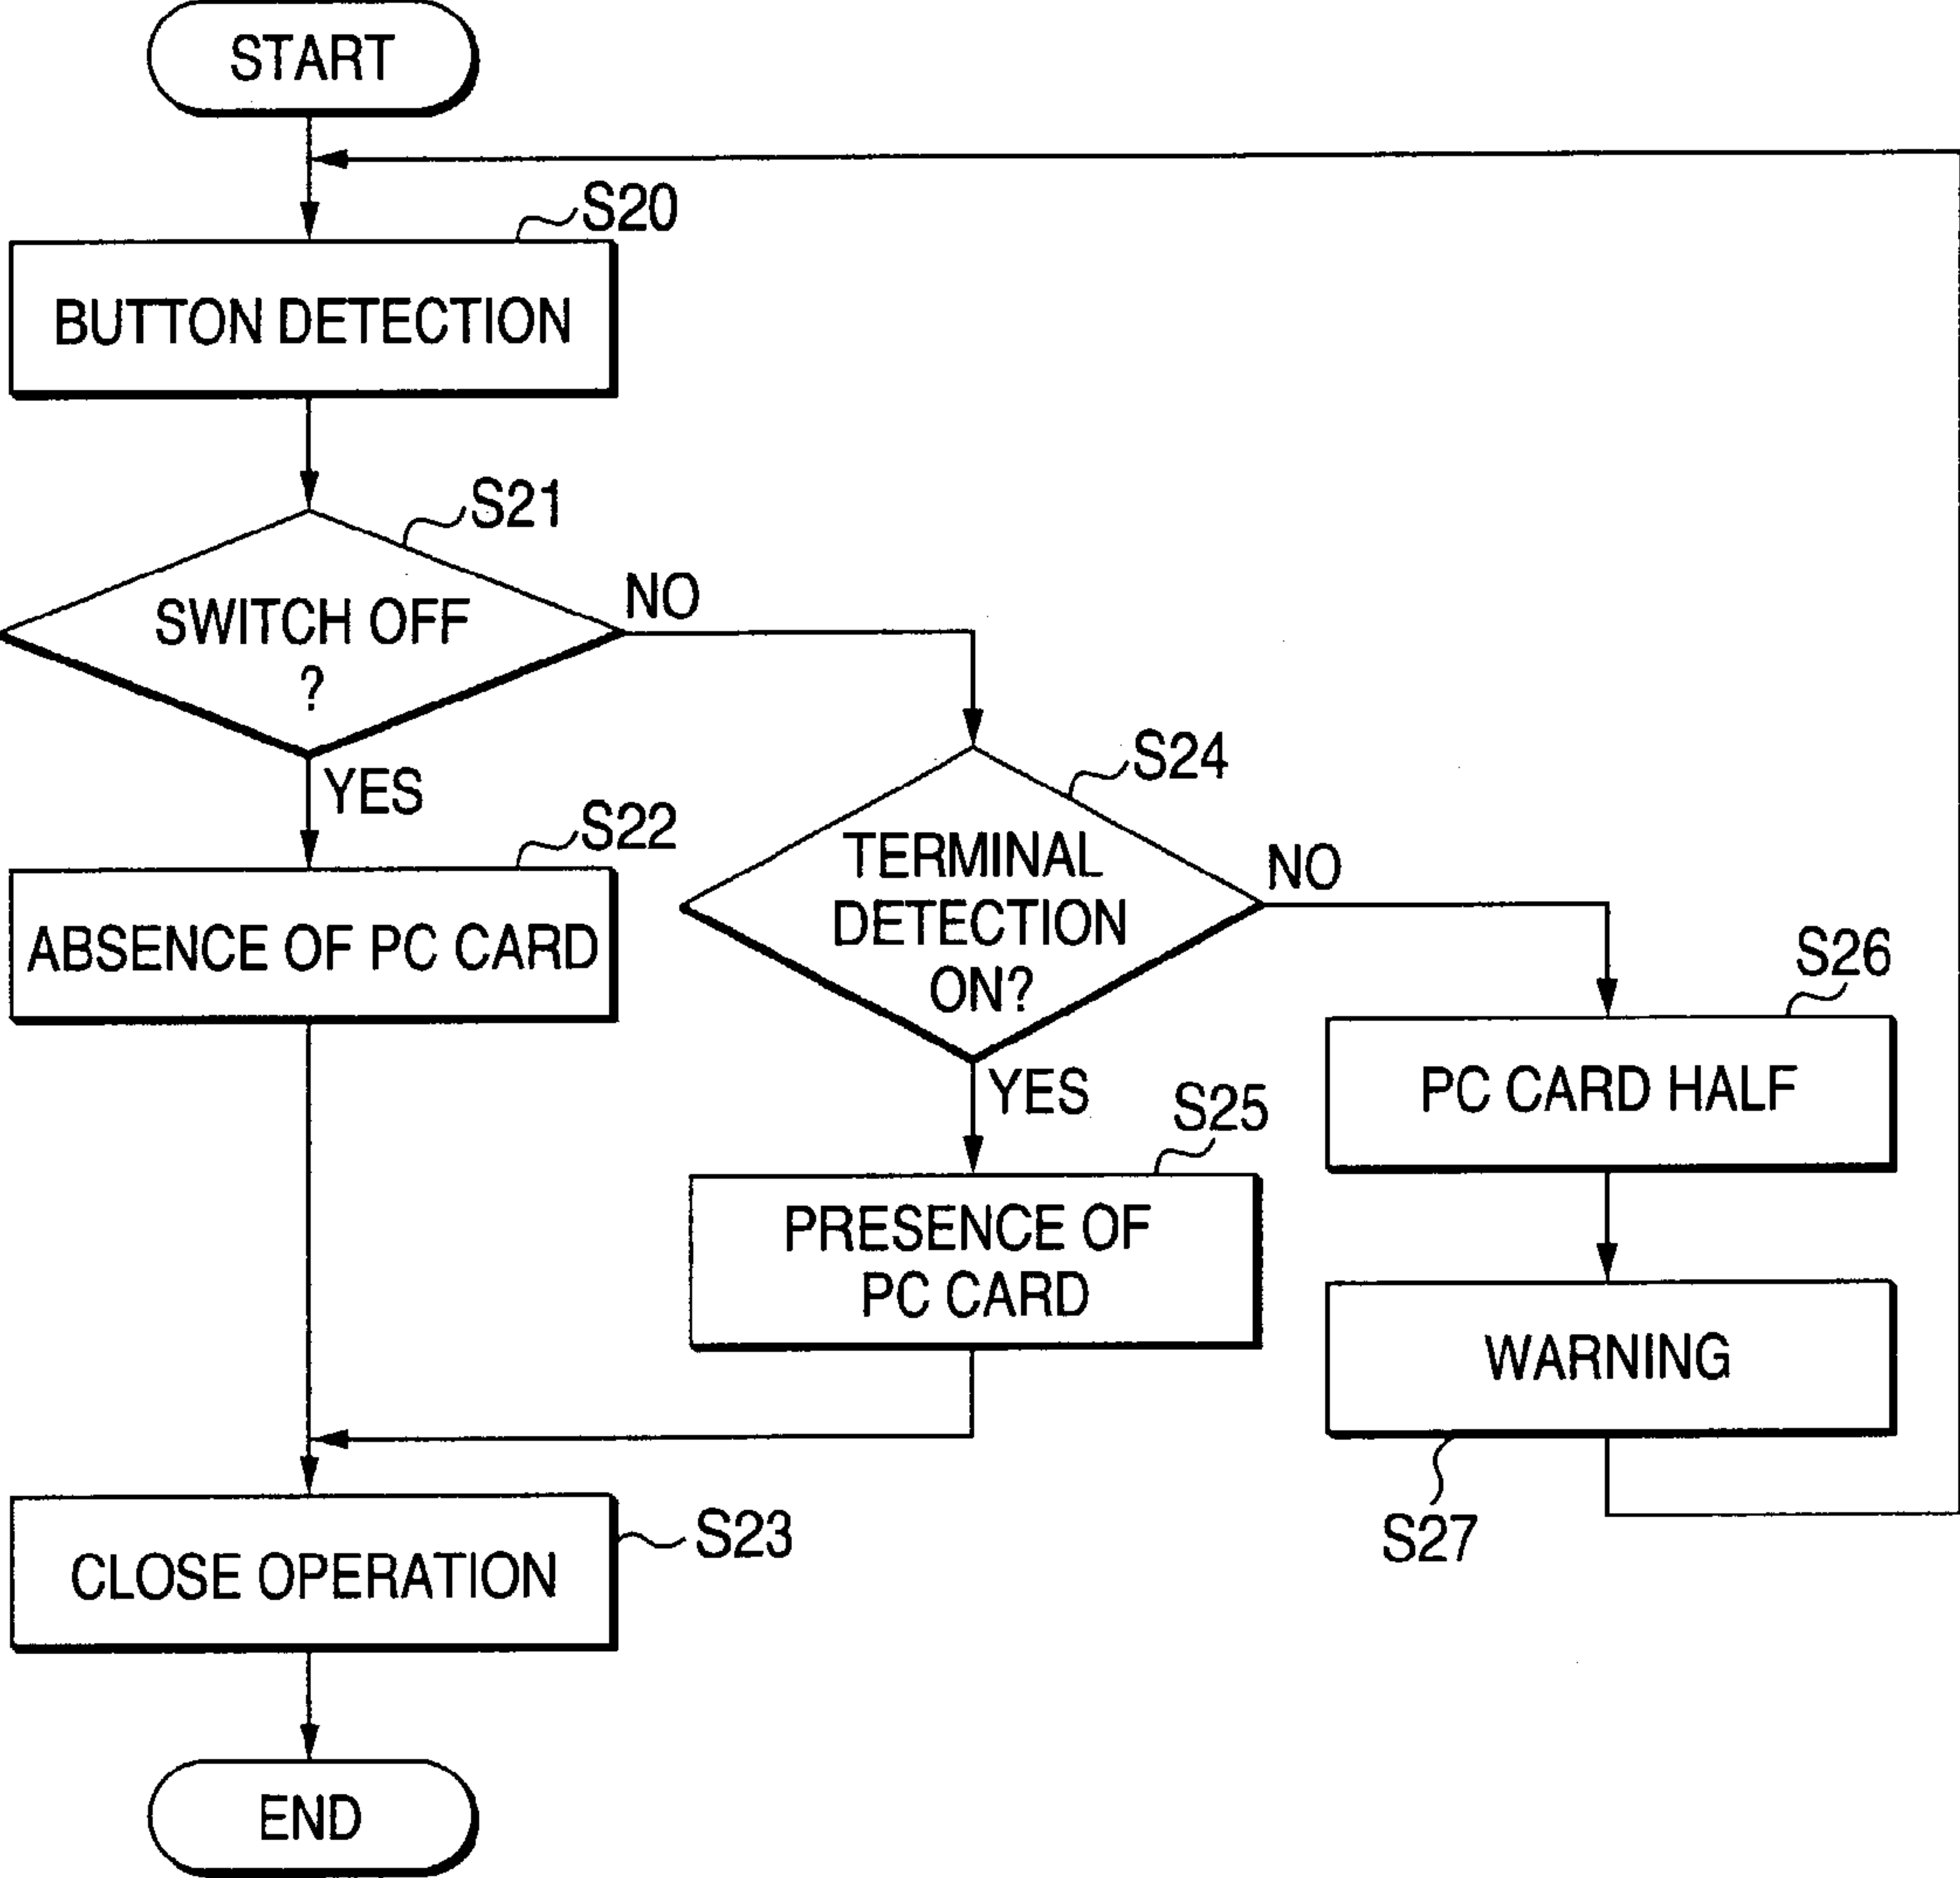 START
S20
BUTTON DETECTION
S21
SWITCH OFF
?
NO
YES
S22
ABSENCE OF PC CARD
S24
TERMINAL
DETECTION
ON?
NO
YES
S25
PRESENCE OF
PC CARD
S26
PC CARD HALF
WARNING
S27
S23
CLOSE OPERATION
END